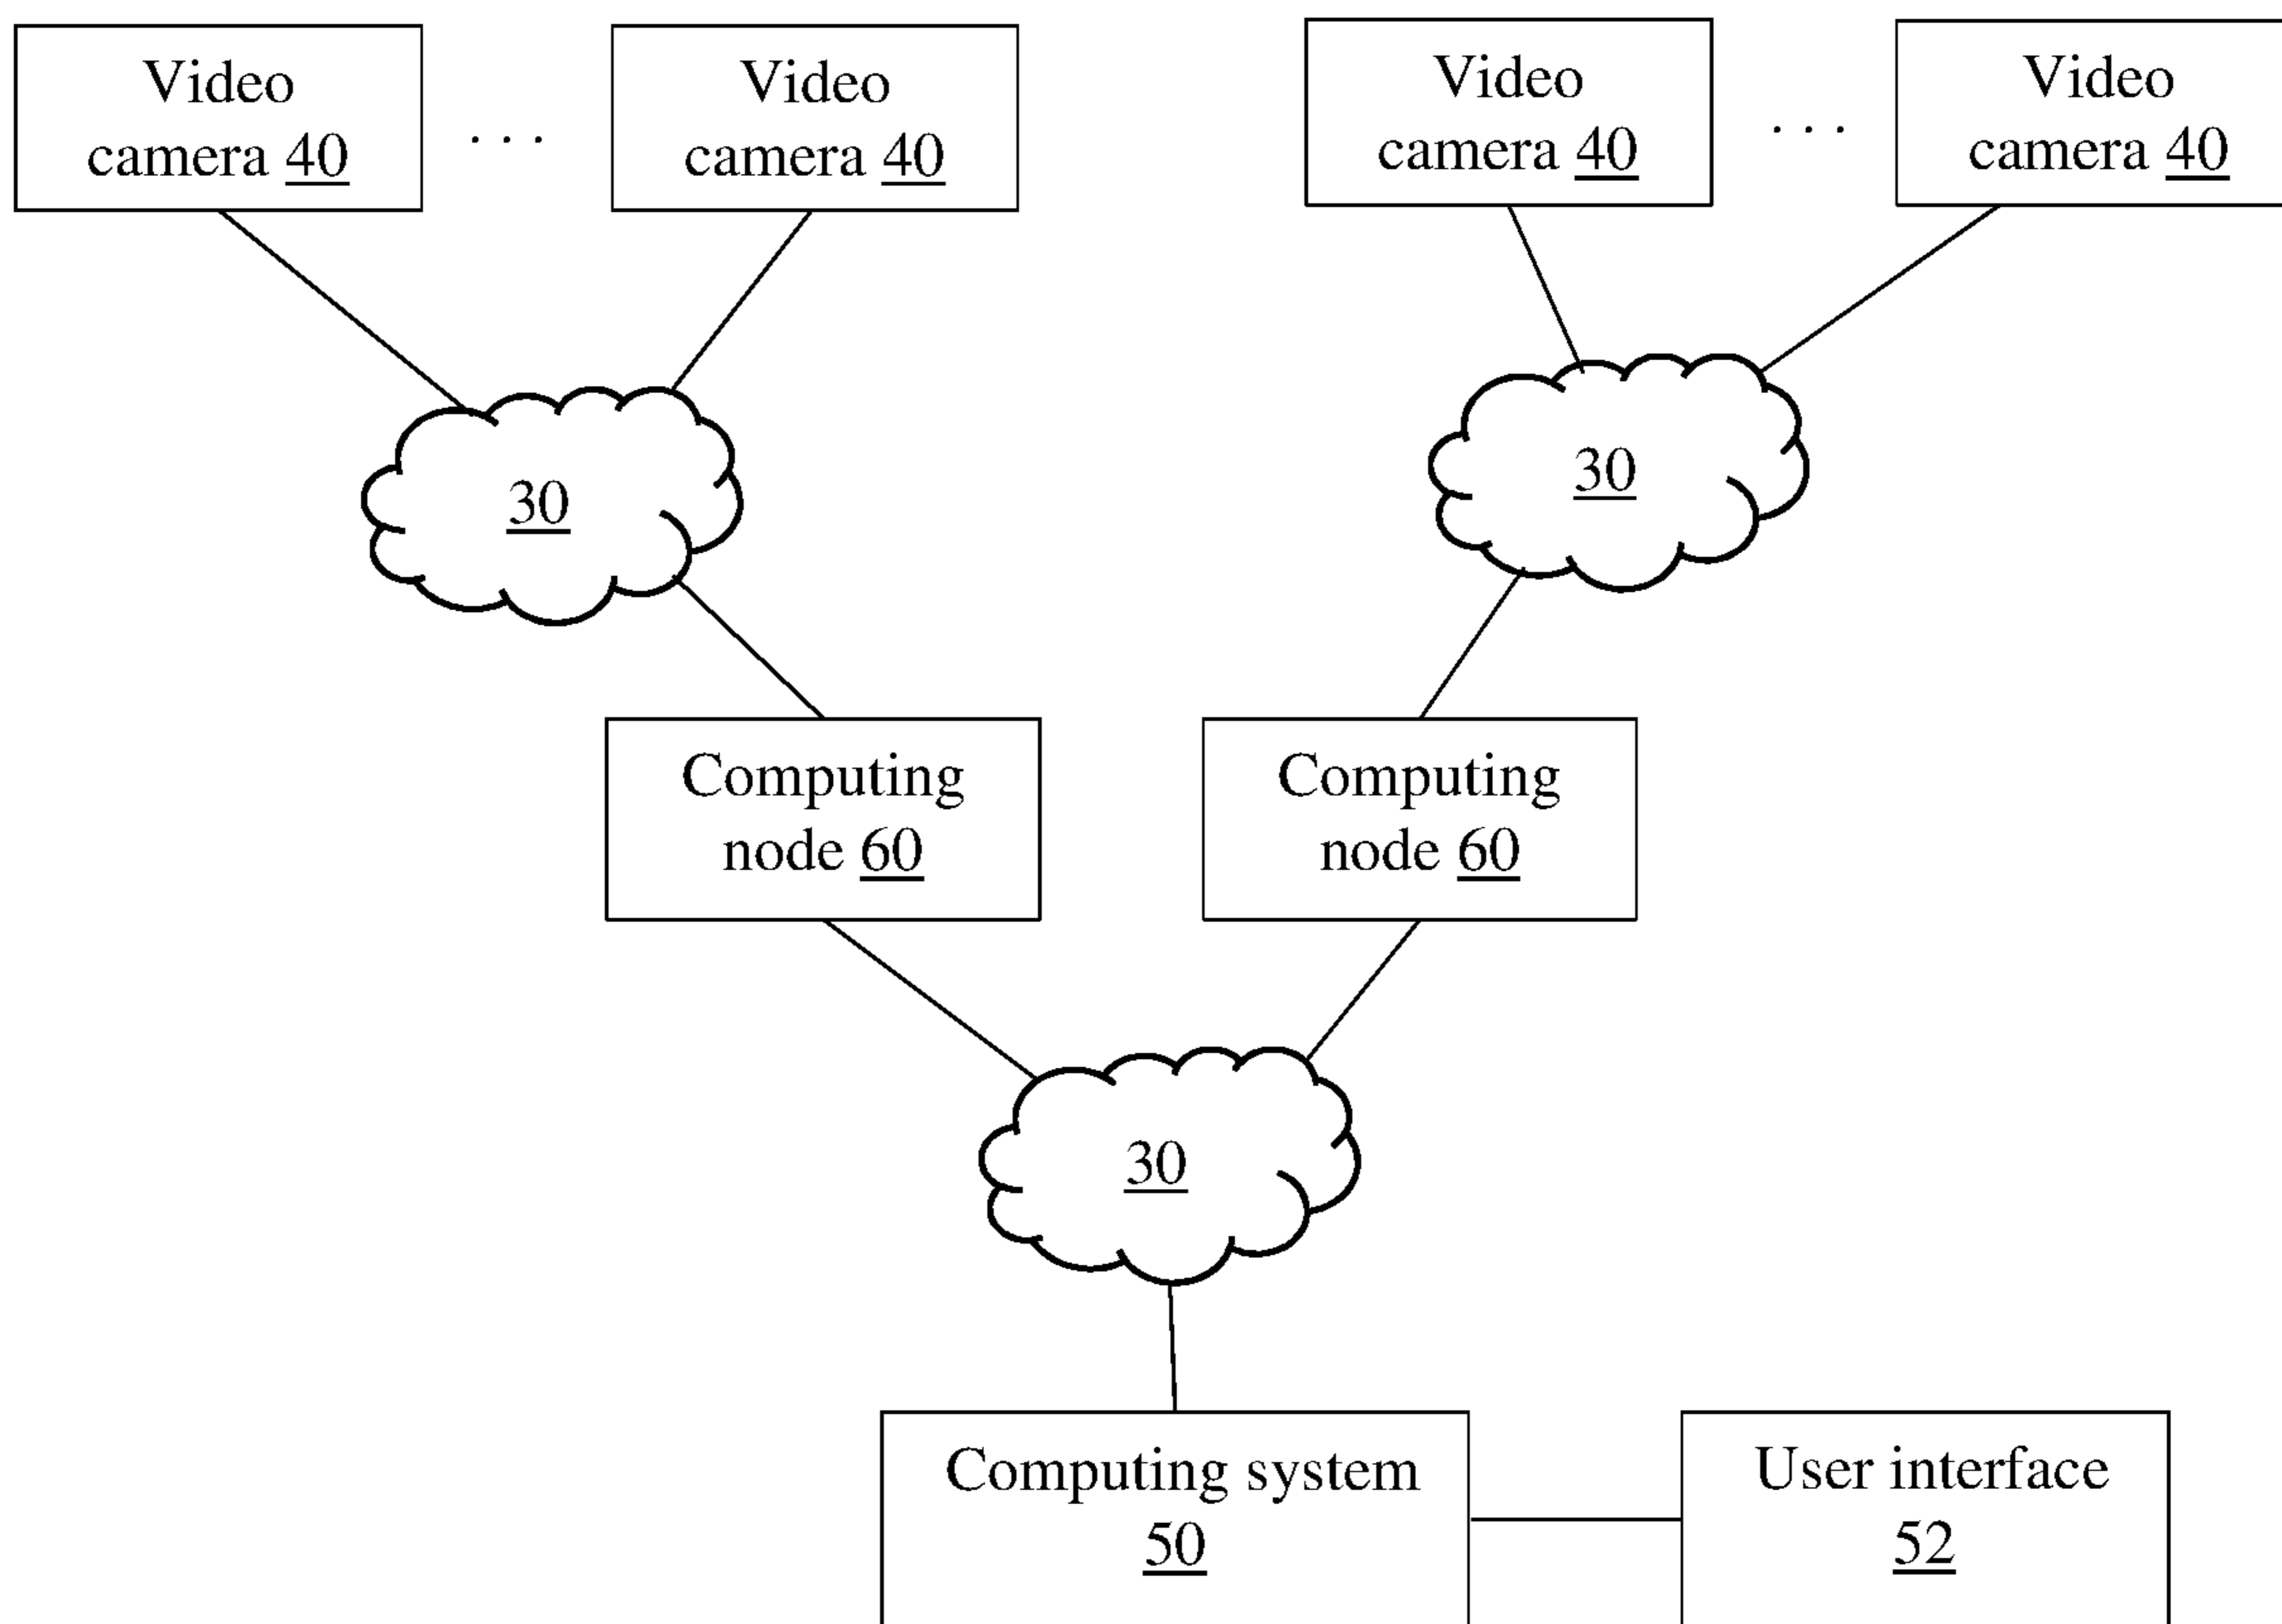 Video
camera 40
. . .
Video
camera 40
Video
camera 40
. . .
Video
camera 40
30
30
Computing
node 60
Computing
node 60
30
Computing system
50
User interface
52